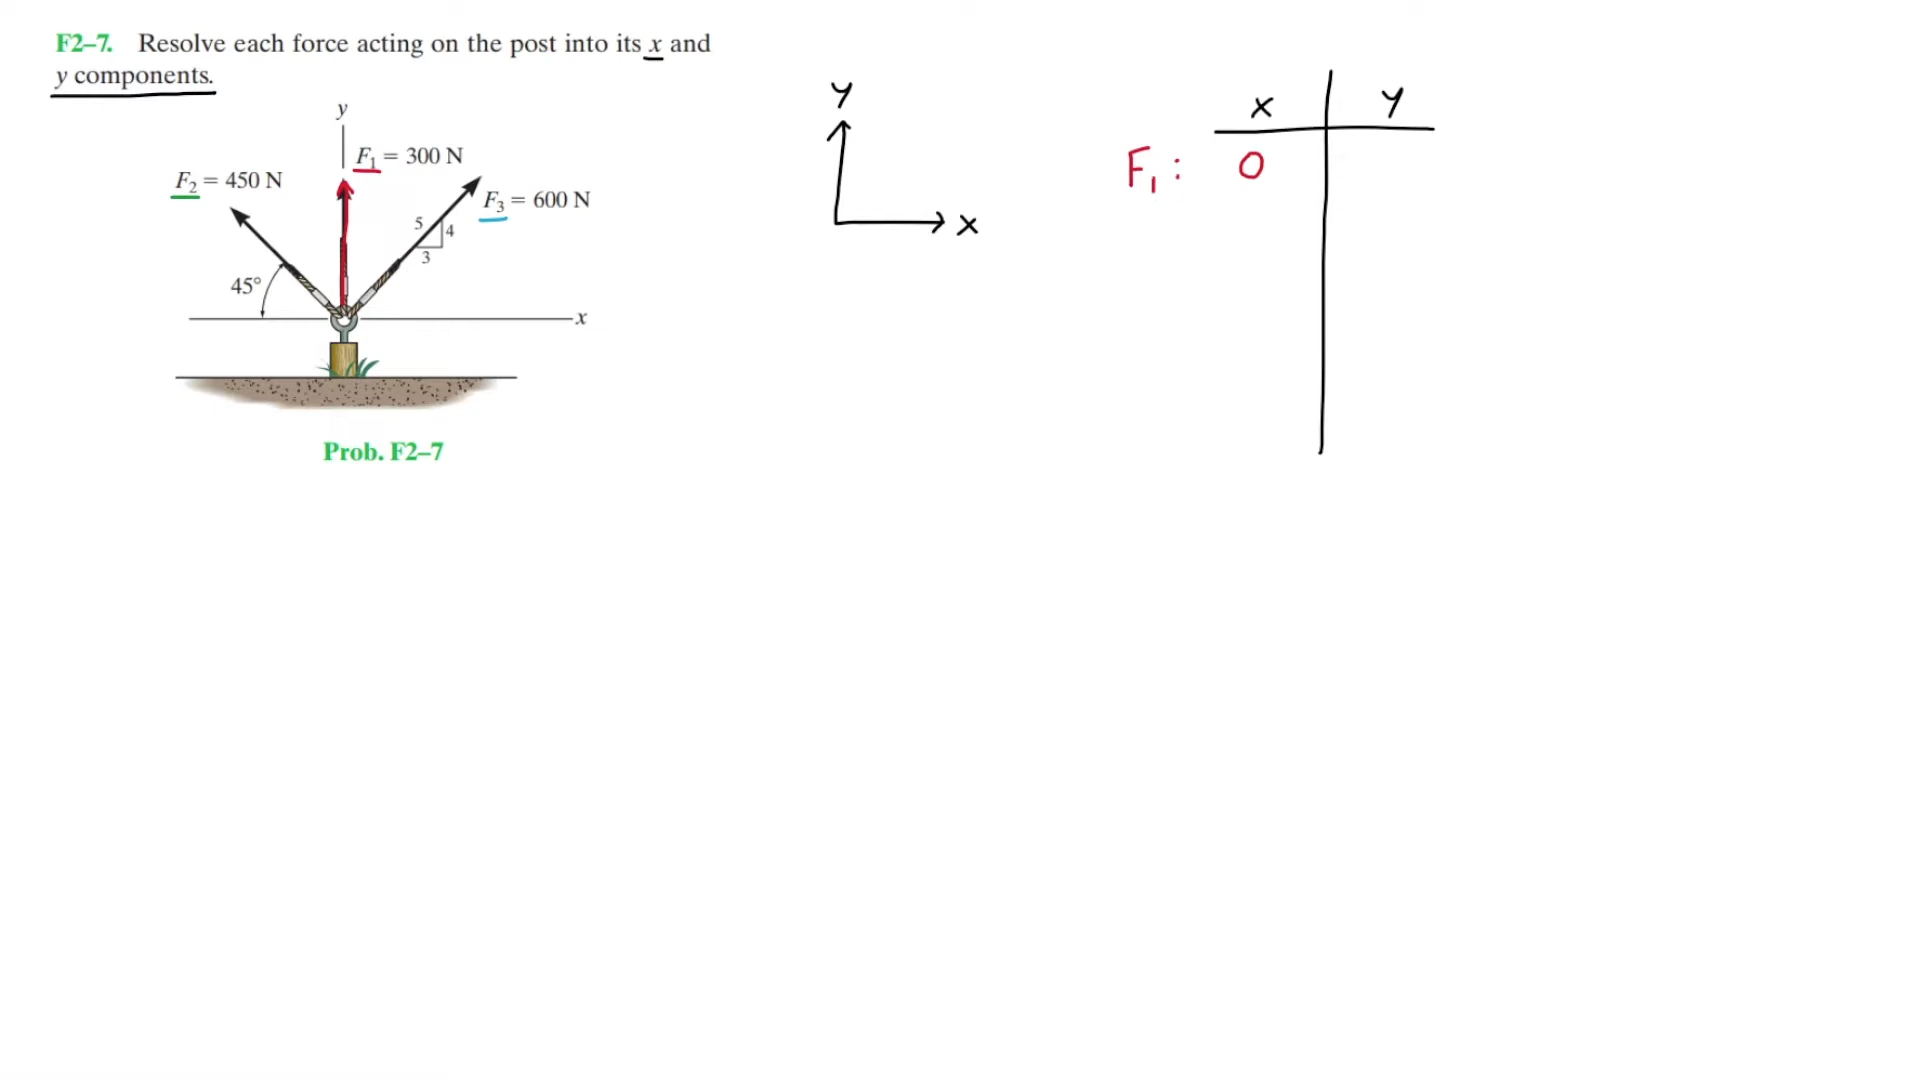 F2–7. Resolve each force acting on the post into its x and
y components.
y
F1 = 300 N
F2 = 450 N
F3 = 600 N
5
4
3
45°
x
Prob. F2–7
y
x
x y
F1: 0